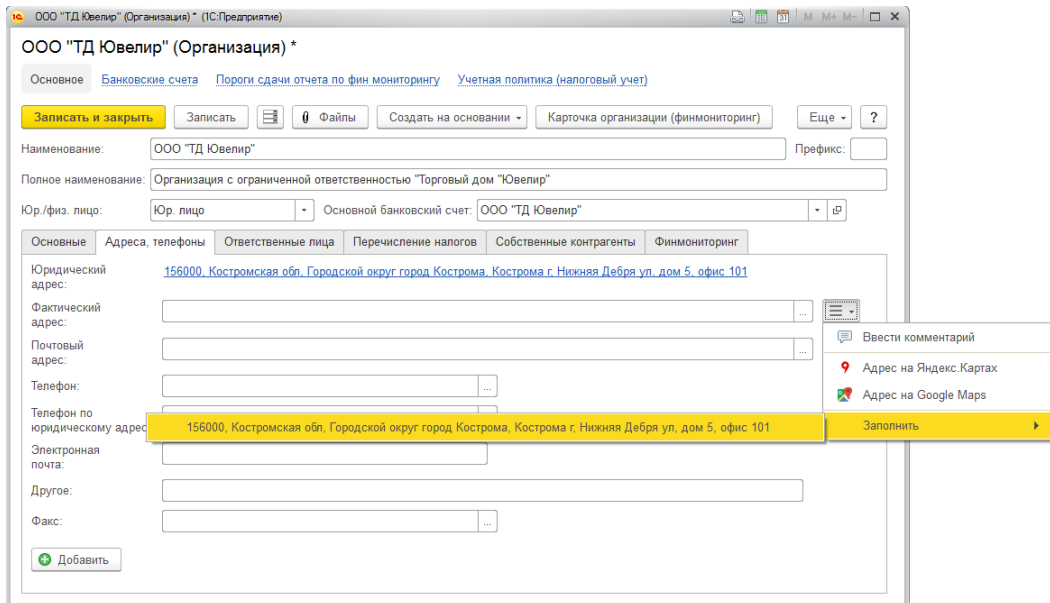 1С ООО "ТД Ювелир" (Организация) * (1С:Предприятие) M M+ M-
ООО "ТД Ювелир" (Организация) *
Основное Банковские счета Пороги сдачи отчета по фин мониторингу Учетная политика (налоговый учет)
Записать и закрыть Записать Файлы Создать на основании Карточка организации (финмониторинг) Еще ?
Наименование: ООО "ТД Ювелир" Префикс:
Полное наименование: Организация с ограниченной ответственностью "Торговый дом "Ювелир"
Юр./физ. лицо: Юр. лицо Основной банковский счет: ООО "ТД Ювелир"
Основные Адреса, телефоны Ответственные лица Перечисление налогов Собственные контрагенты Финмониторинг
Юридический
адрес:
156000, Костромская обл, Городской округ город Кострома, Кострома г, Нижняя Дебря ул, дом 5, офис 101
Фактический
адрес:
...
Ввести комментарий
Почтовый
адрес:
...
Адрес на Яндекс.Картах
Телефон: ...
Адрес на Google Maps
Телефон по
юридическому адрес
156000, Костромская обл, Городской округ город Кострома, Кострома г, Нижняя Дебря ул, дом 5, офис 101
Заполнить
Электронная
почта:
Другое:
Факс: ...
Добавить